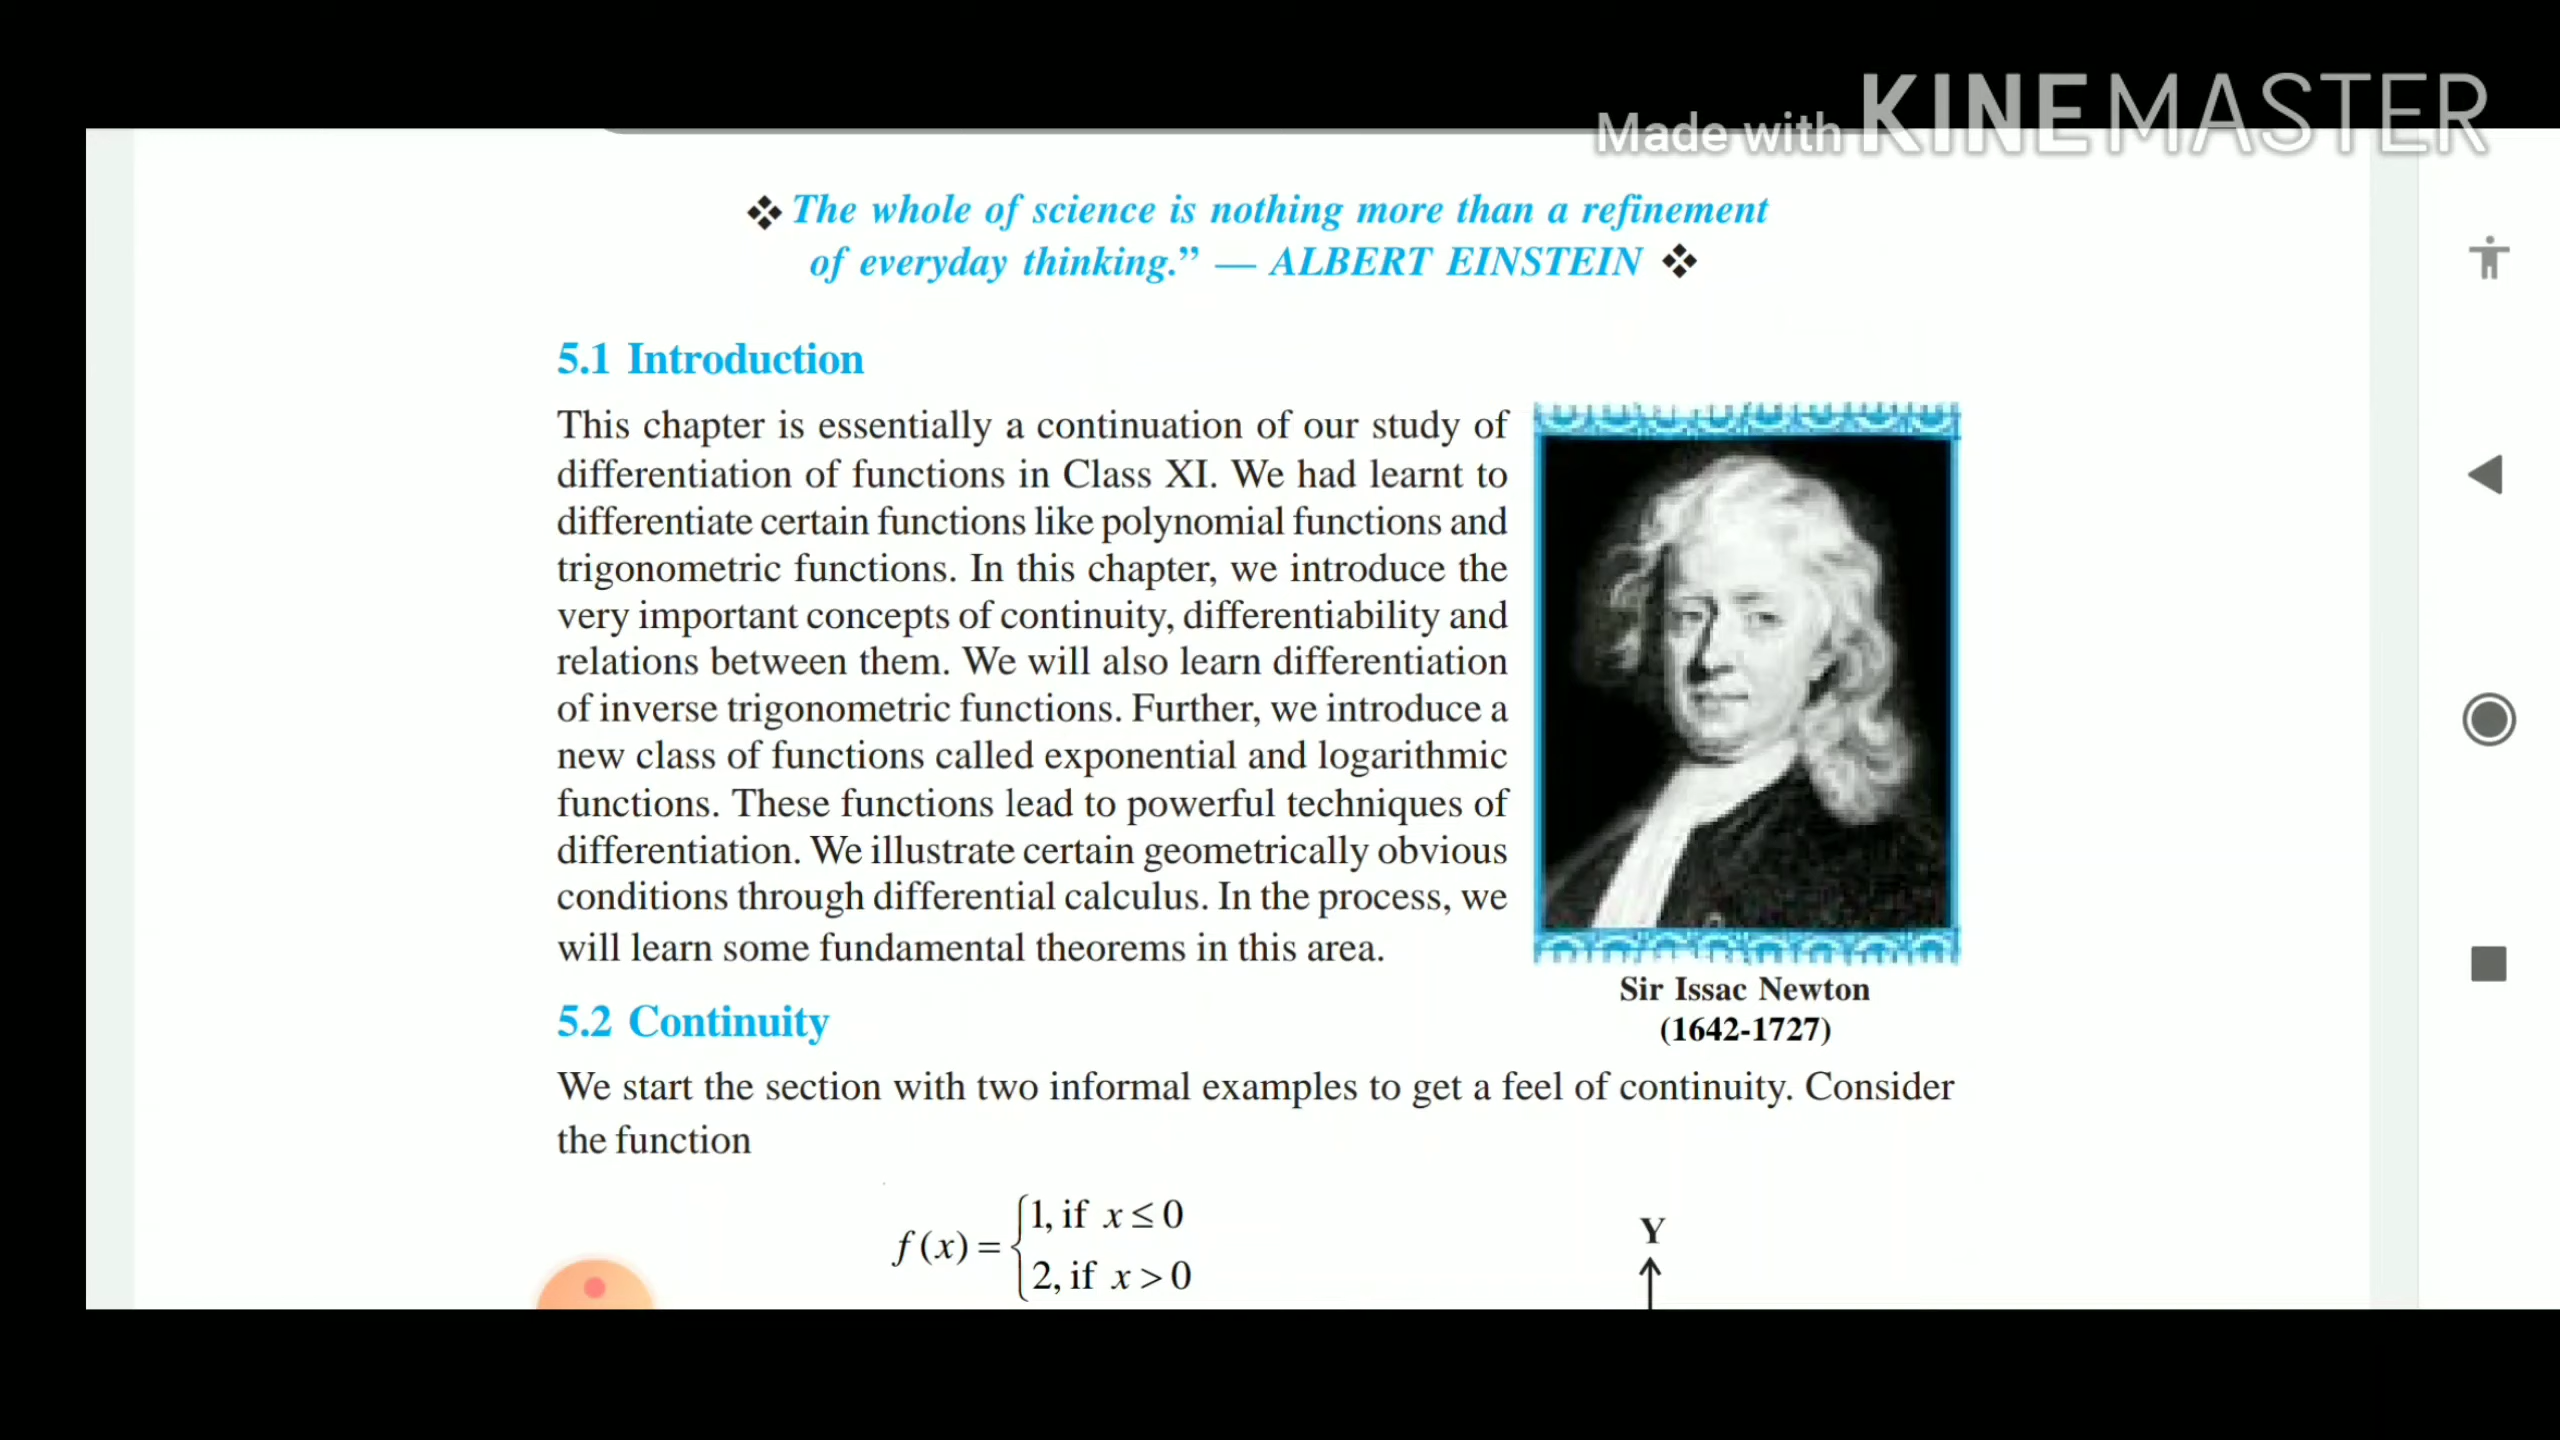 Made with KINEMASTER
❖ The whole of science is nothing more than a refinement
of everyday thinking.” — ALBERT EINSTEIN ❖
5.1 Introduction
This chapter is essentially a continuation of our study of
differentiation of functions in Class XI. We had learnt to
differentiate certain functions like polynomial functions and
trigonometric functions. In this chapter, we introduce the
very important concepts of continuity, differentiability and
relations between them. We will also learn differentiation
of inverse trigonometric functions. Further, we introduce a
new class of functions called exponential and logarithmic
functions. These functions lead to powerful techniques of
differentiation. We illustrate certain geometrically obvious
conditions through differential calculus. In the process, we
will learn some fundamental theorems in this area.
Sir Issac Newton
(1642-1727)
5.2 Continuity
We start the section with two informal examples to get a feel of continuity. Consider
the function
f (x) = { 1, if x ≤ 0
2, if x > 0
Y